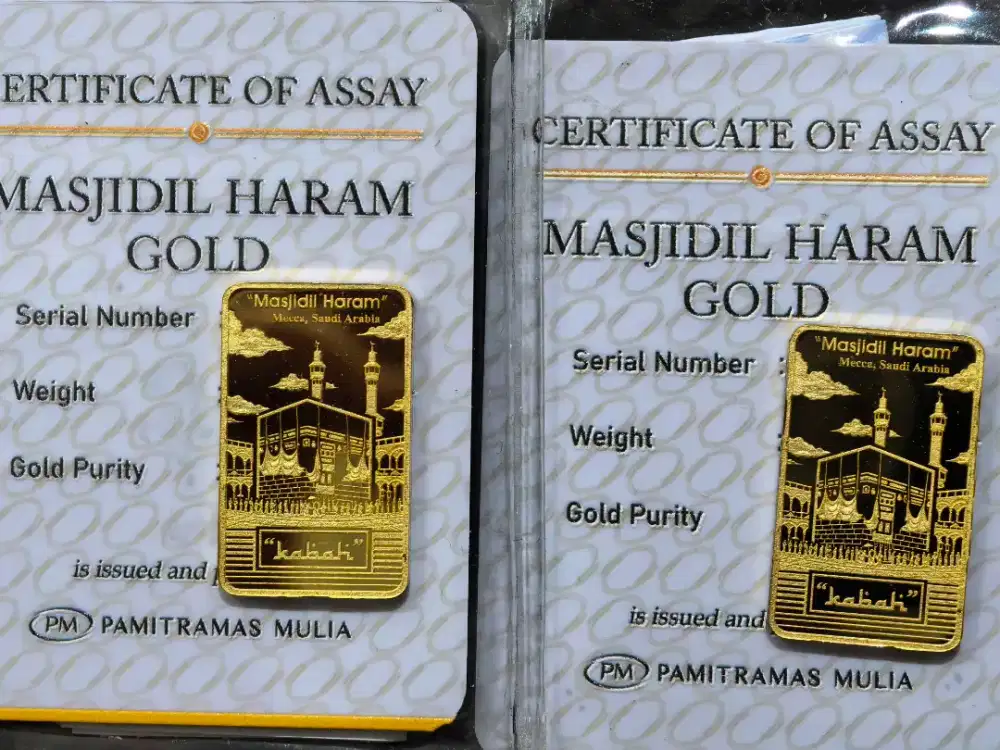 ERTIFICATE OF ASSAY
MASJIDIL HARAM
GOLD
"Masjidil Haram"
Mecca, Saudi Arabia
Serial Number
Weight
Gold Purity
"kabah"
is issued and
PM PAMITRAMAS MULIA
CERTIFICATE OF ASSAY
MASJIDIL HARAM
GOLD
"Masjidil Haram"
Mecca, Saudi Arabia
Serial Number :
Weight :
Gold Purity
"kabah"
is issued and
PM PAMITRAMAS MULIA